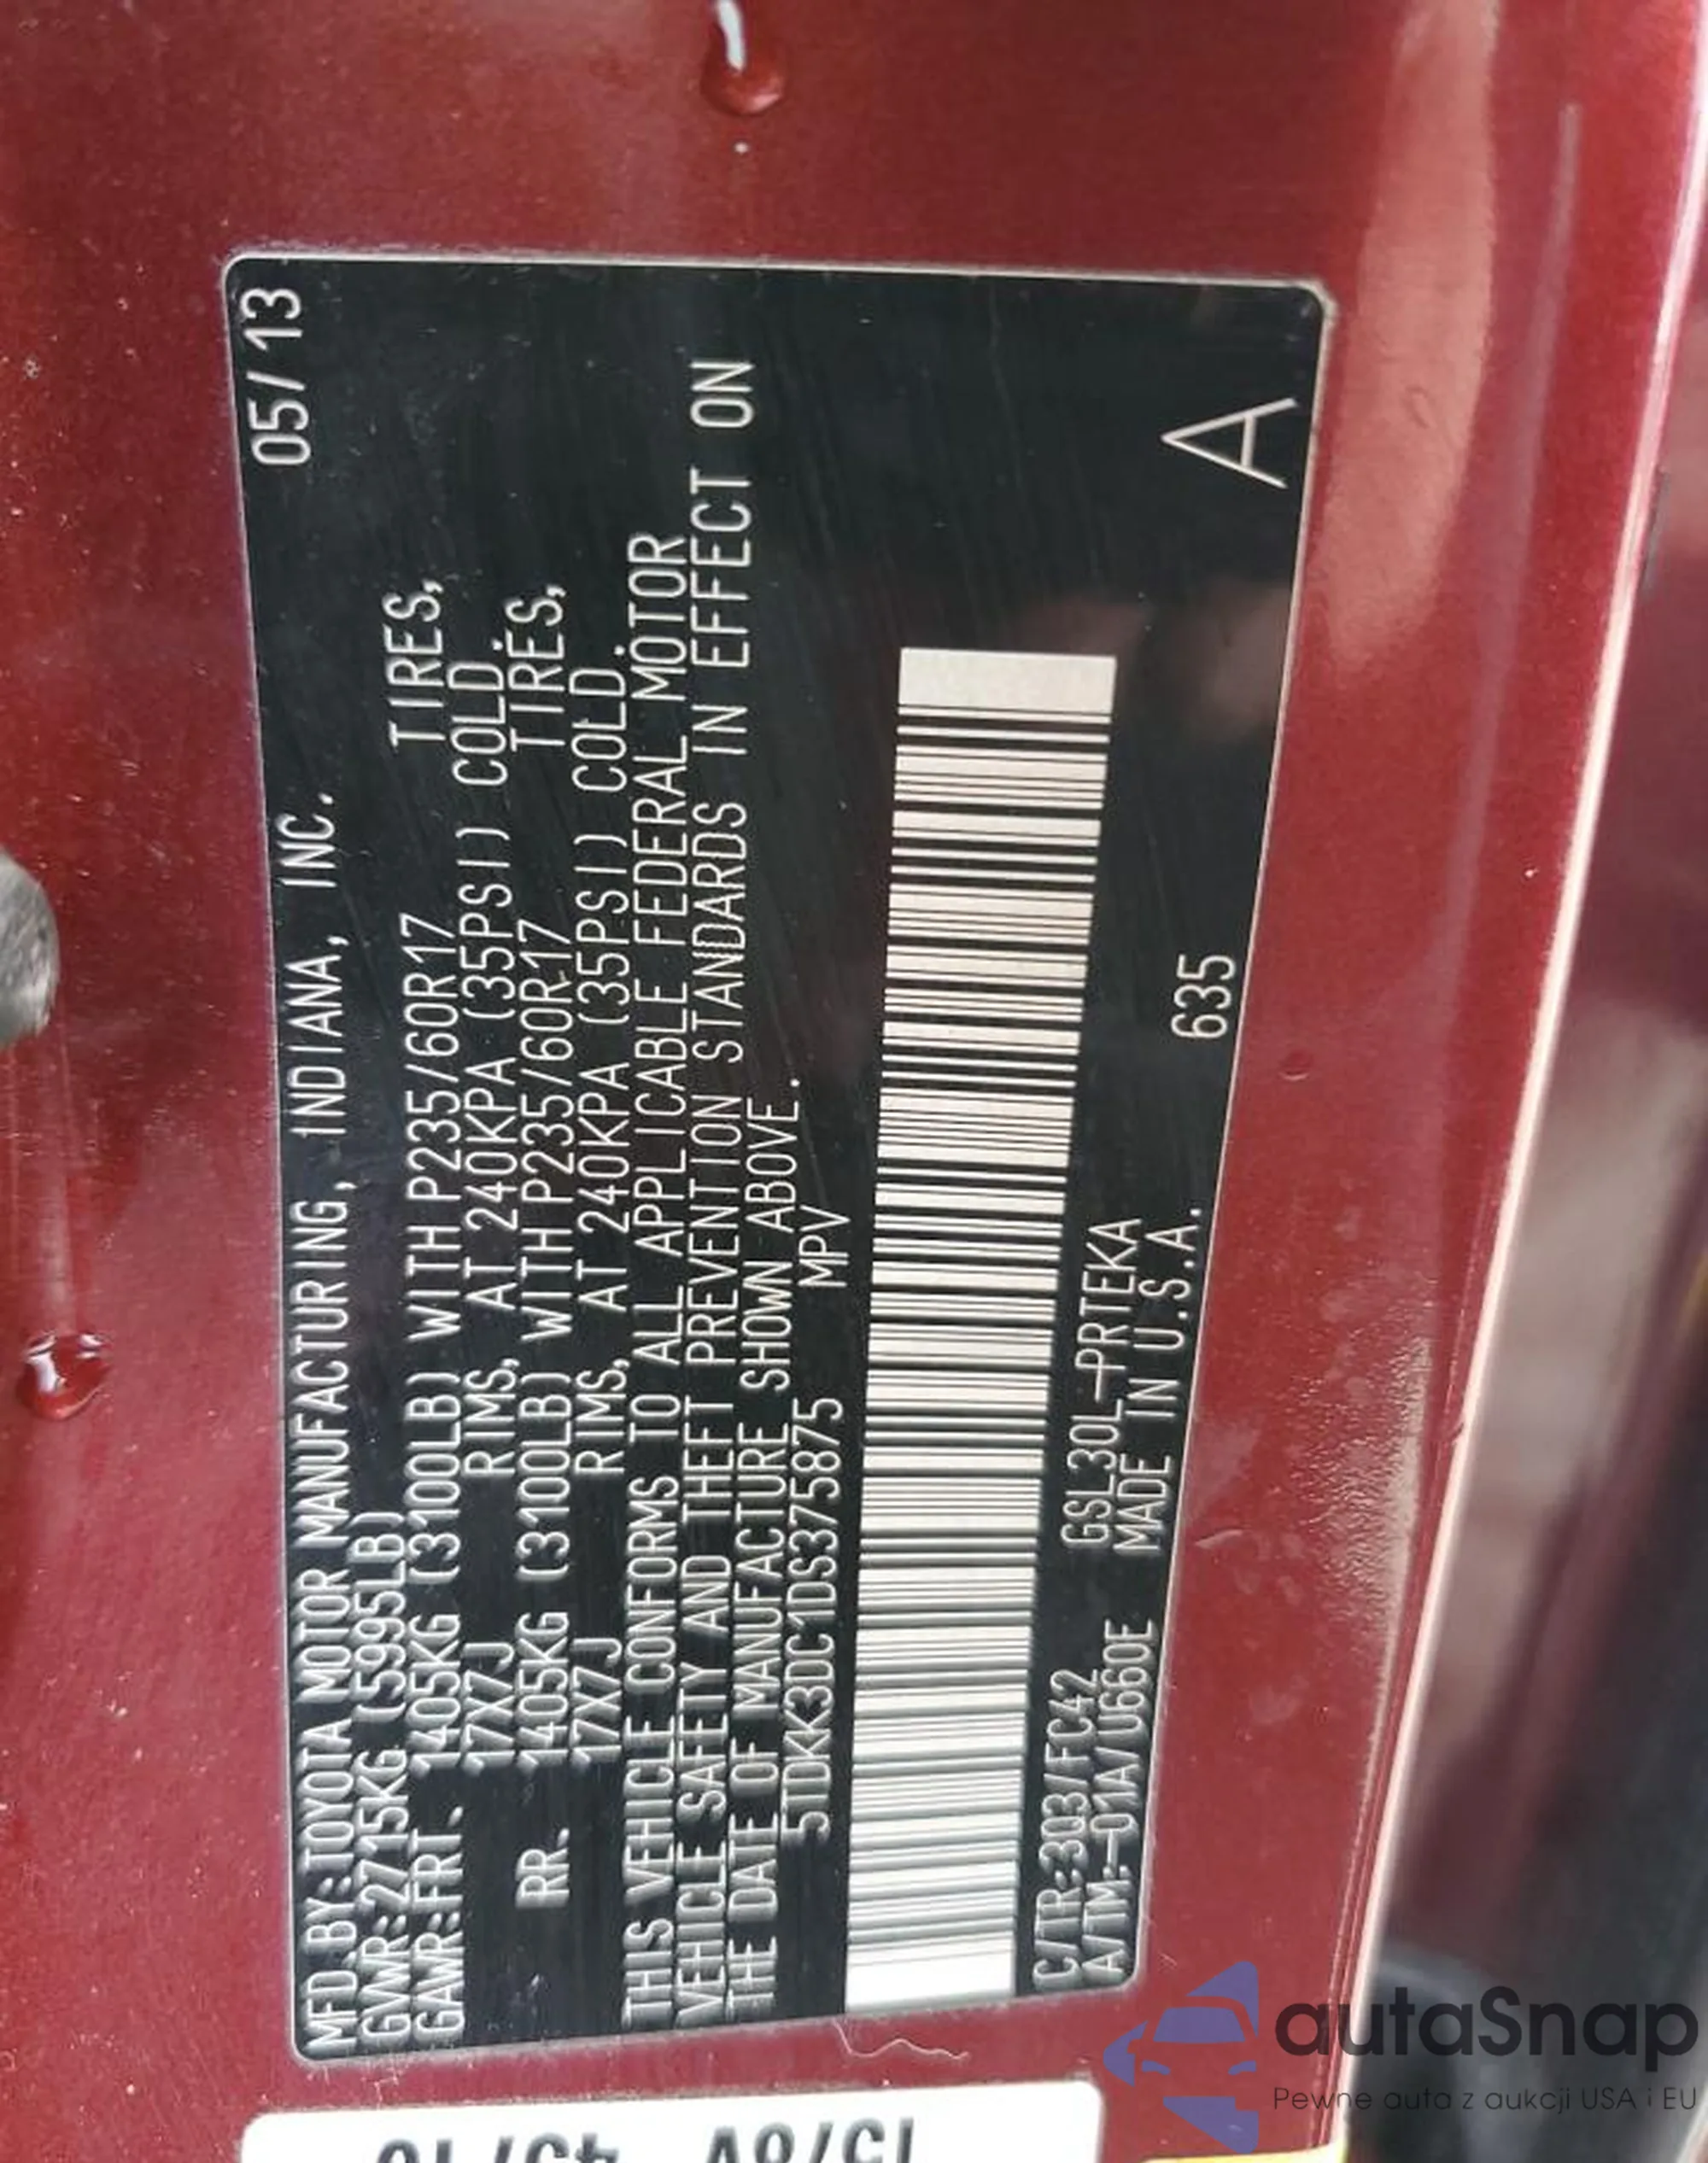 MFD.BY:TOYOTA MOTOR MANUFACTURING, INDIANA, INC. 05/13
GVWR:2715KG (5995LB)
GAWR:FRT. 1405KG (3100LB) WITH P235/60R17 TIRES,
17X7J RIMS, AT 240KPA (35PSI) COLD.
RR. 1405KG (3100LB) WITH P235/60R17 TIRES,
17X7J RIMS, AT 240KPA (35PSI) COLD.
THIS VEHICLE CONFORMS TO ALL APPLICABLE FEDERAL MOTOR
VEHICLE SAFETY AND THEFT PREVENTION STANDARDS IN EFFECT ON
THE DATE OF MANUFACTURE SHOWN ABOVE.
5TDKK3DC1DS375875 MPV
C/TR:3Q3/FC42 GSL30L-PRTEKA
A/TM:-01A/U660E MADE IN U.S.A. 635
A
autaSnap
Pewne auta z aukcji USA i EU